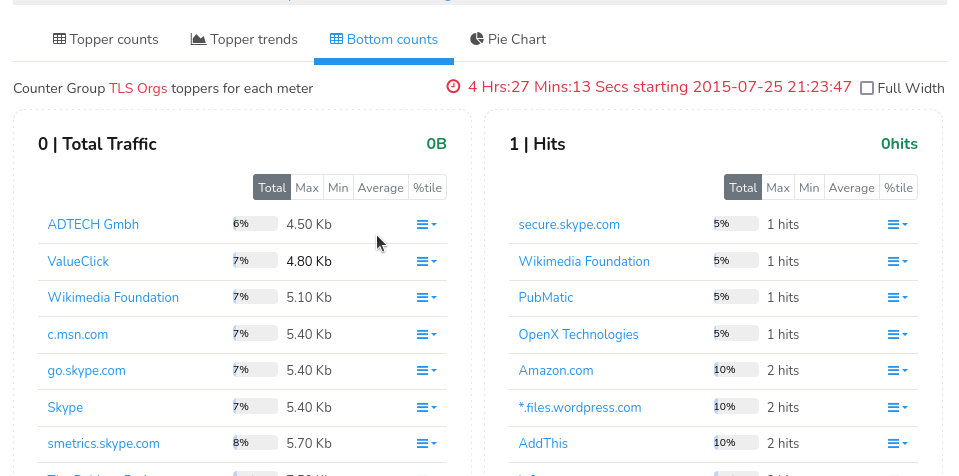 Topper counts Topper trends Bottom counts Pie Chart
Counter Group TLS Orgs toppers for each meter
4 Hrs:27 Mins:13 Secs starting 2015-07-25 21:23:47 Full Width
0 | Total Traffic 0B
Total Max Min Average %tile
ADTECH Gmbh 6% 4.50 Kb
ValueClick 7% 4.80 Kb
Wikimedia Foundation 7% 5.10 Kb
c.msn.com 7% 5.40 Kb
go.skype.com 7% 5.40 Kb
Skype 7% 5.40 Kb
smetrics.skype.com 8% 5.70 Kb
1 | Hits 0hits
Total Max Min Average %tile
secure.skype.com 5% 1 hits
Wikimedia Foundation 5% 1 hits
PubMatic 5% 1 hits
OpenX Technologies 5% 1 hits
Amazon.com 10% 2 hits
*.files.wordpress.com 10% 2 hits
AddThis 10% 2 hits